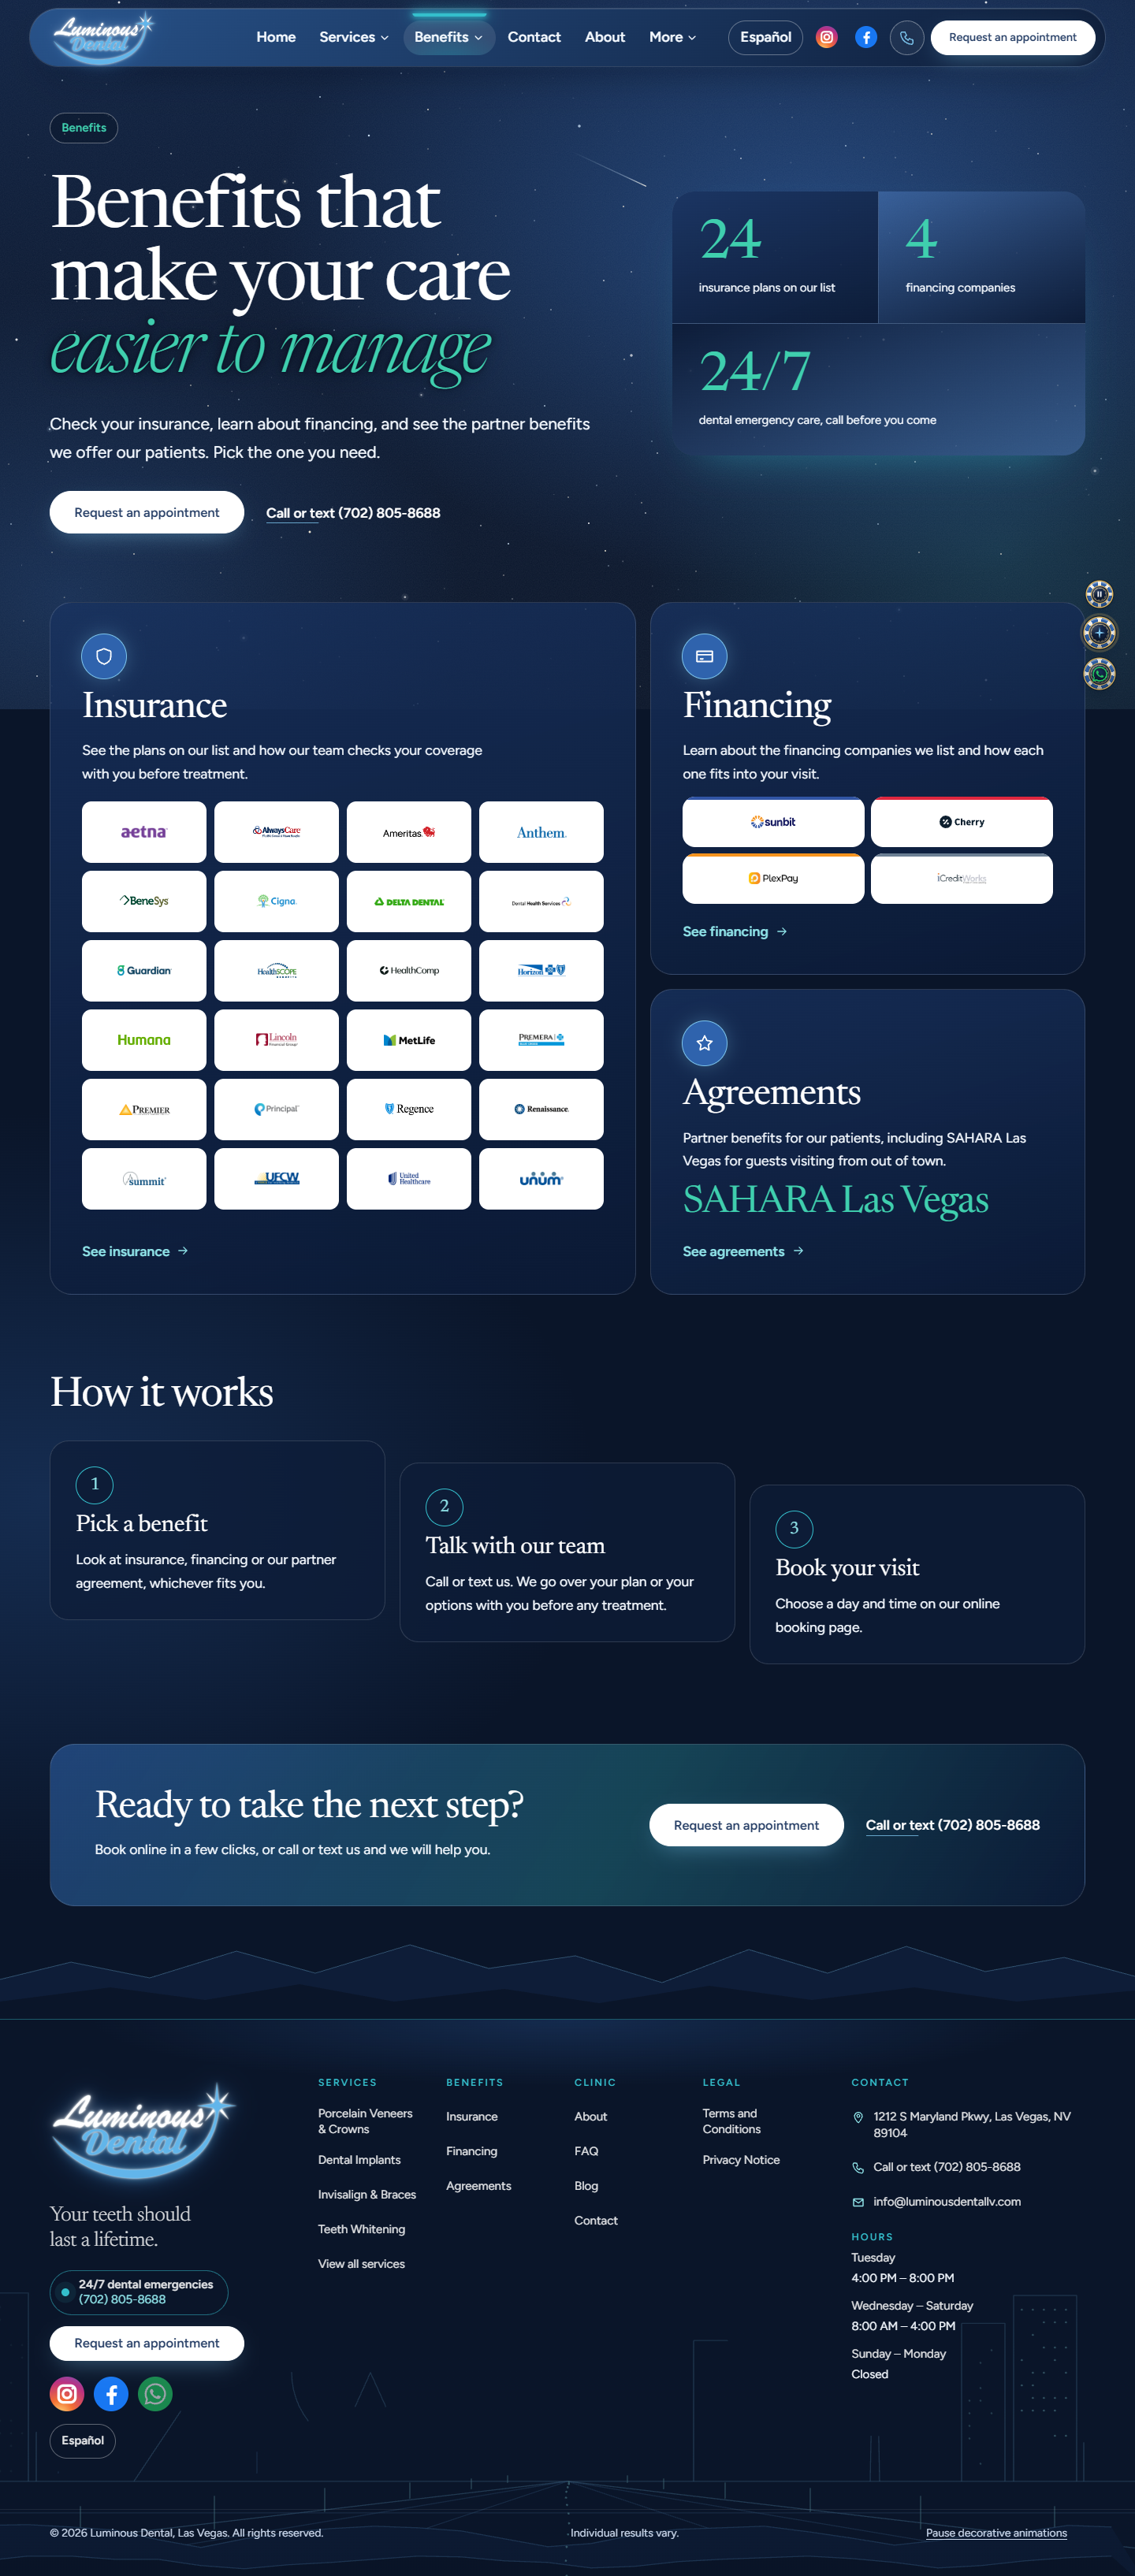 Luminous
Dental
Home
Services
Benefits
Contact
About
More
Español
Request an appointment
Benefits
Benefits that
make your care
easier to manage
Check your insurance, learn about financing, and see the partner benefits
we offer our patients. Pick the one you need.
Request an appointment
Call or text (702) 805-8688
24
insurance plans on our list
4
financing companies
24/7
dental emergency care, call before you come
Insurance
See the plans on our list and how our team checks your coverage
with you before treatment.
aetna
AlwaysCare
Ameritas
Anthem
BeneSys
Cigna
DELTA DENTAL
Dental Health Services
Guardian
HealthSCOPE
BENEFITS
HealthComp
Horizon
Humana
Lincoln
Financial Group
MetLife
PREMERA
PREMIER
Principal
Regence
Renaissance
summit
UFCW
United
Healthcare
unum
See insurance
Financing
Learn about the financing companies we list and how each
one fits into your visit.
sunbit
Cherry
PlexPay
iCreditWorks
See financing
Agreements
Partner benefits for our patients, including SAHARA Las
Vegas for guests visiting from out of town.
SAHARA Las Vegas
See agreements
How it works
1
Pick a benefit
Look at insurance, financing or our partner
agreement, whichever fits you.
2
Talk with our team
Call or text us. We go over your plan or your
options with you before any treatment.
3
Book your visit
Choose a day and time on our online
booking page.
Ready to take the next step?
Book online in a few clicks, or call or text us and we will help you.
Request an appointment
Call or text (702) 805-8688
Luminous
Dental
Your teeth should
last a lifetime.
24/7 dental emergencies
(702) 805-8688
Request an appointment
Español
SERVICES
Porcelain Veneers
& Crowns
Dental Implants
Invisalign & Braces
Teeth Whitening
View all services
BENEFITS
Insurance
Financing
Agreements
CLINIC
About
FAQ
Blog
Contact
LEGAL
Terms and
Conditions
Privacy Notice
CONTACT
1212 S Maryland Pkwy, Las Vegas, NV
89104
Call or text (702) 805-8688
info@luminousdentallv.com
HOURS
Tuesday
4:00 PM – 8:00 PM
Wednesday – Saturday
8:00 AM – 4:00 PM
Sunday – Monday
Closed
© 2026 Luminous Dental, Las Vegas. All rights reserved.
Individual results vary.
Pause decorative animations